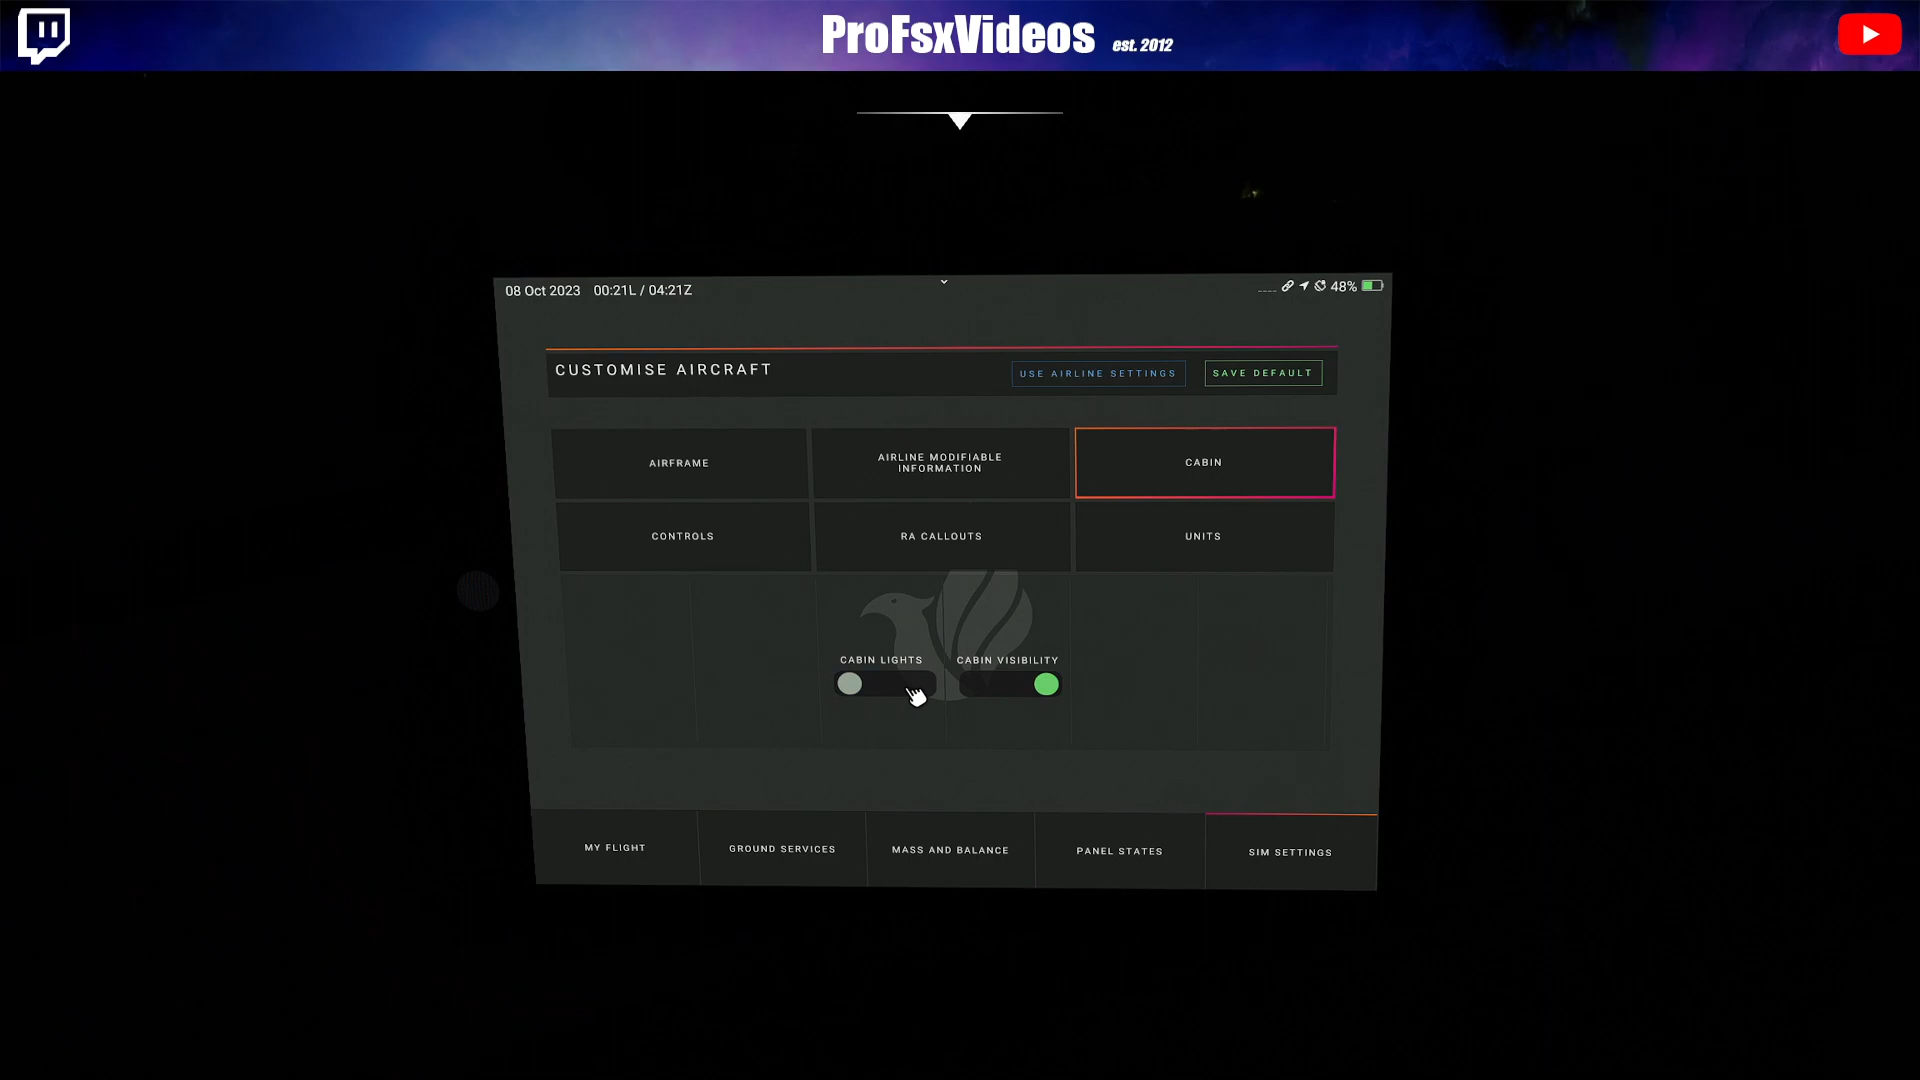 ProFsxVideos est. 2012
08 Oct 2023 00:21L / 04:21Z
48%
CUSTOMISE AIRCRAFT
USE AIRLINE SETTINGS
SAVE DEFAULT
AIRFRAME
AIRLINE MODIFIABLE
INFORMATION
CABIN
CONTROLS
RA CALLOUTS
UNITS
CABIN LIGHTS
CABIN VISIBILITY
MY FLIGHT
GROUND SERVICES
MASS AND BALANCE
PANEL STATES
SIM SETTINGS